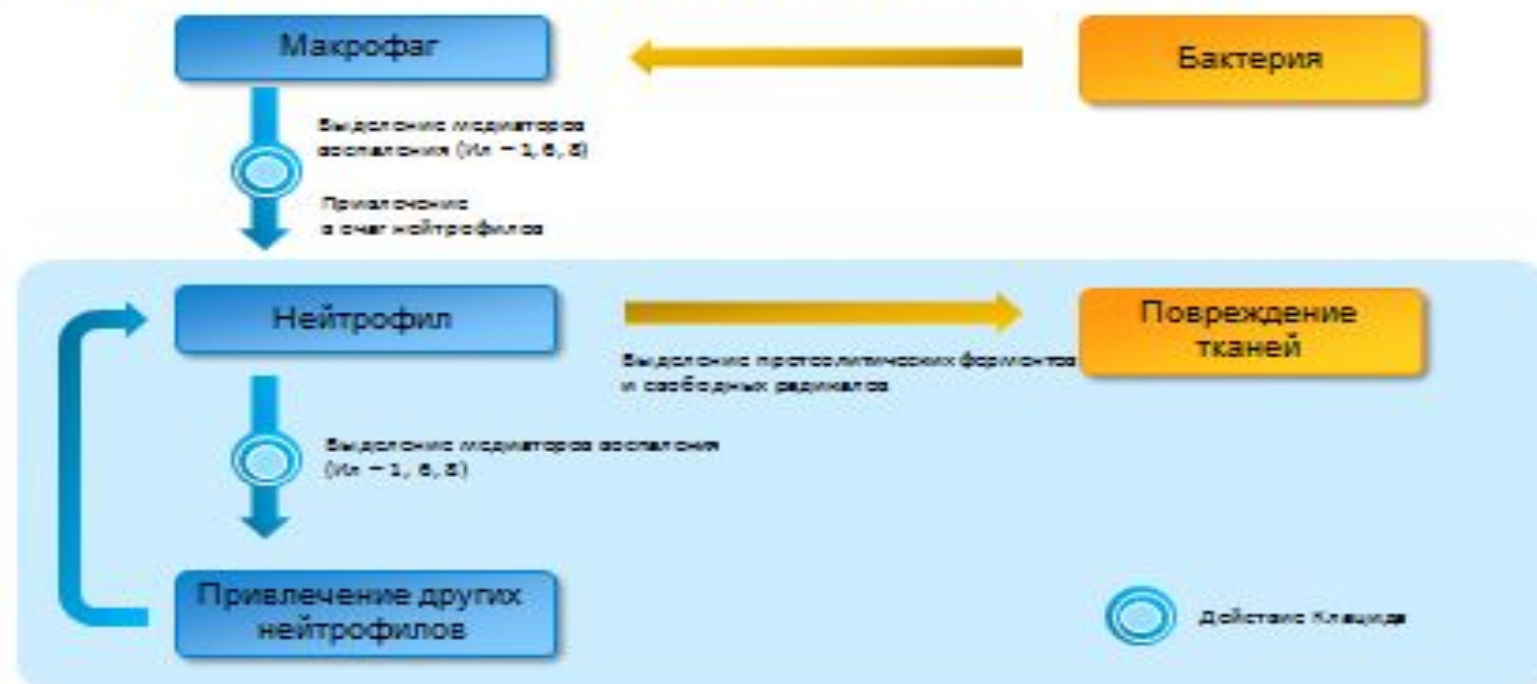 Макрофаг
Бактерия
Выделение медиаторов
воспаления (Ил – 1, 6, 8)
Привлечение
в очаг нейтрофилов
Нейтрофил
Повреждение
тканей
Выделение протеолитических ферментов
и свободных радикалов
Выделение медиаторов воспаления
(Ил – 1, 6, 8)
Привлечение других
нейтрофилов
Действие Клацида